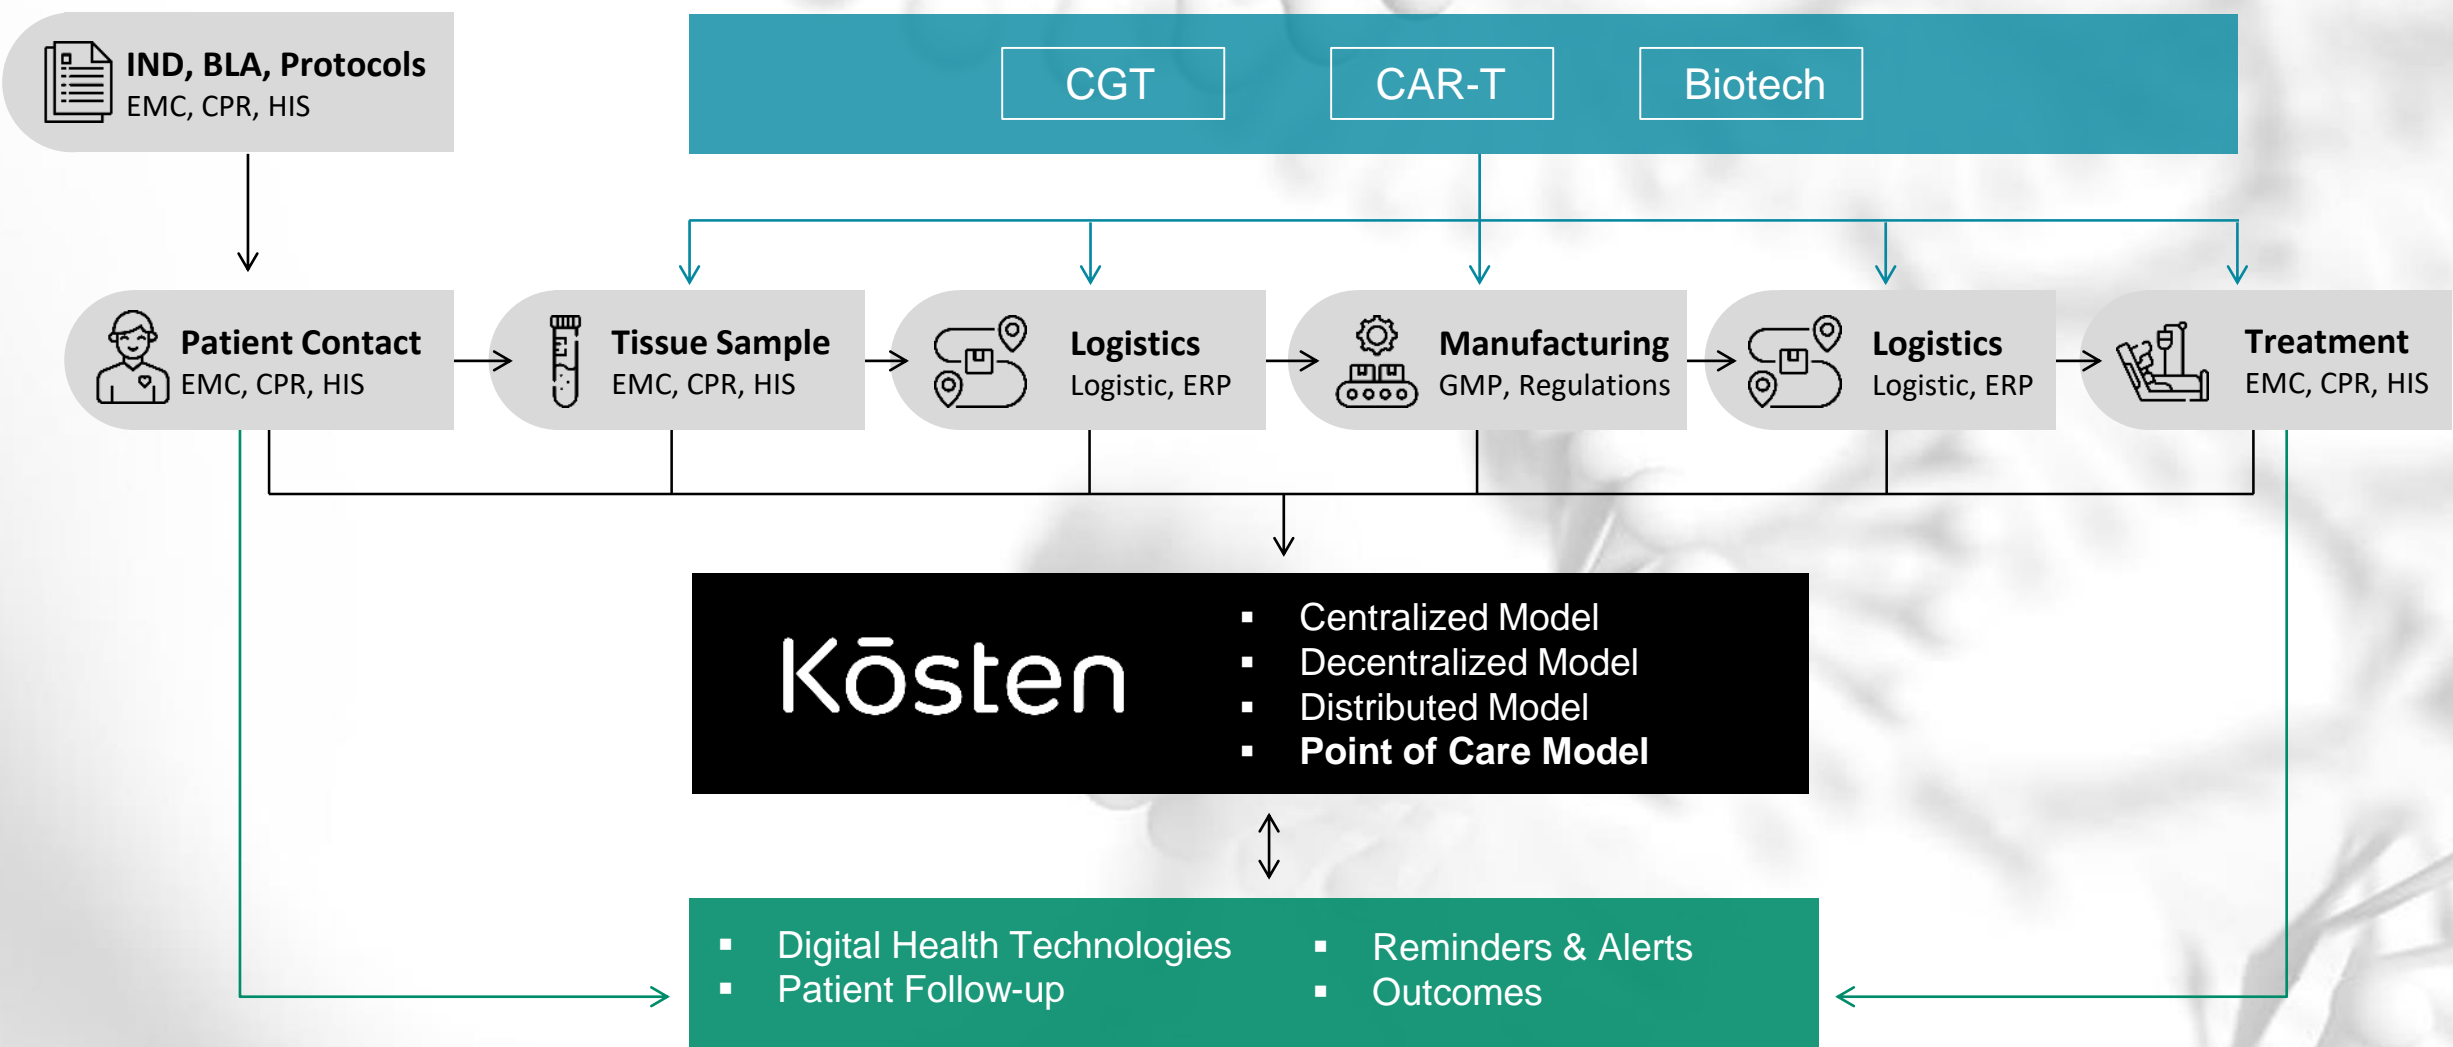 IND, BLA, Protocols
EMC, CPR, HIS
CGT
CAR-T
Biotech
Patient Contact
EMC, CPR, HIS
Tissue Sample
EMC, CPR, HIS
Logistics
Logistic, ERP
Manufacturing
GMP, Regulations
Logistics
Logistic, ERP
Treatment
EMC, CPR, HIS
Kōsten
▪ Centralized Model
▪ Decentralized Model
▪ Distributed Model
▪ Point of Care Model
▪ Digital Health Technologies
▪ Patient Follow-up
▪ Reminders & Alerts
▪ Outcomes